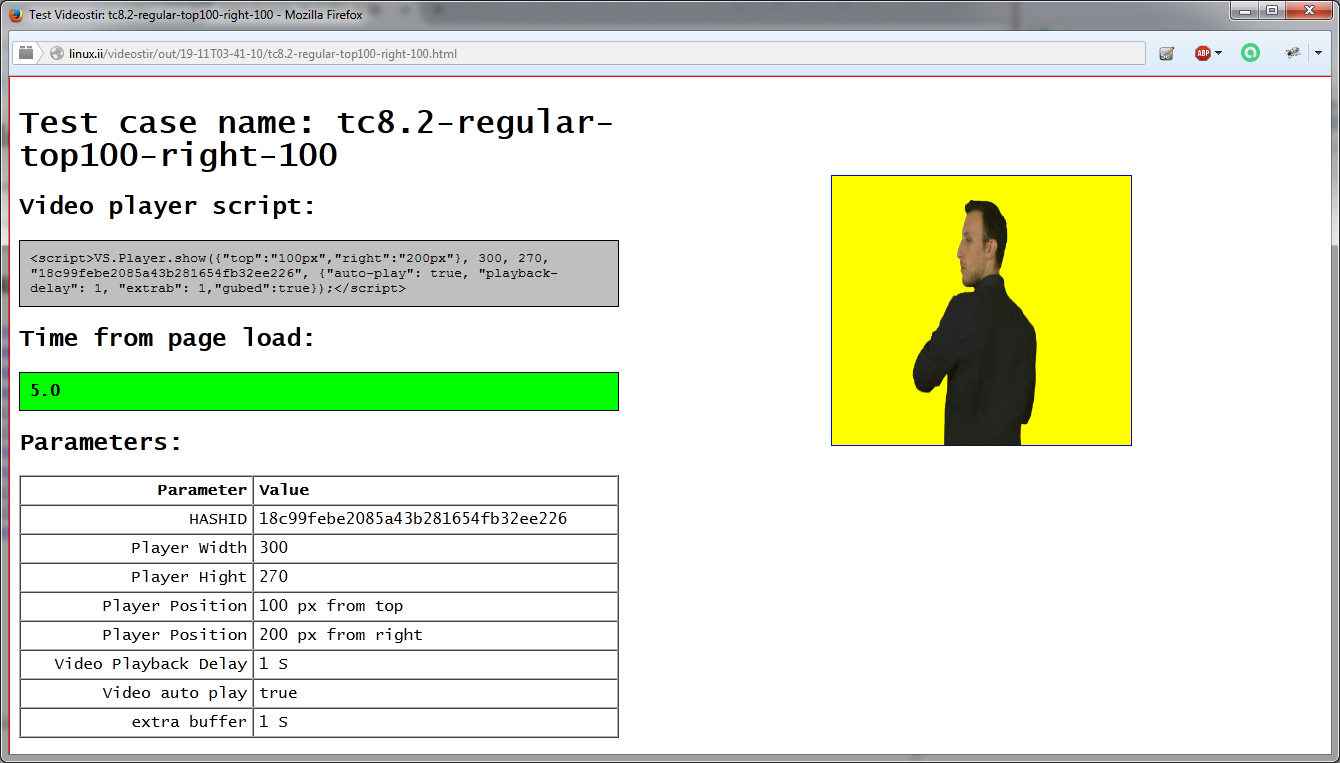 Test Videostir: tc8.2-regular-top100-right-100 - Mozilla Firefox
linux.ii/videostir/out/19-11T03-41-10/tc8.2-regular-top100-right-100.html
Se
ABP
Test case name: tc8.2-regular-
top100-right-100
Video player script:
<script>VS.Player.show({"top":"100px","right":"200px"}, 300, 270,
"18c99febe2085a43b281654fb32ee226", {"auto-play": true, "playback-
delay": 1, "extrab": 1,"gubed":true});</script>
Time from page load:
5.0
Parameters:
Parameter Value
HASHID 18c99febe2085a43b281654fb32ee226
Player Width 300
Player Hight 270
Player Position 100 px from top
Player Position 200 px from right
Video Playback Delay 1 S
Video auto play true
extra buffer 1 S